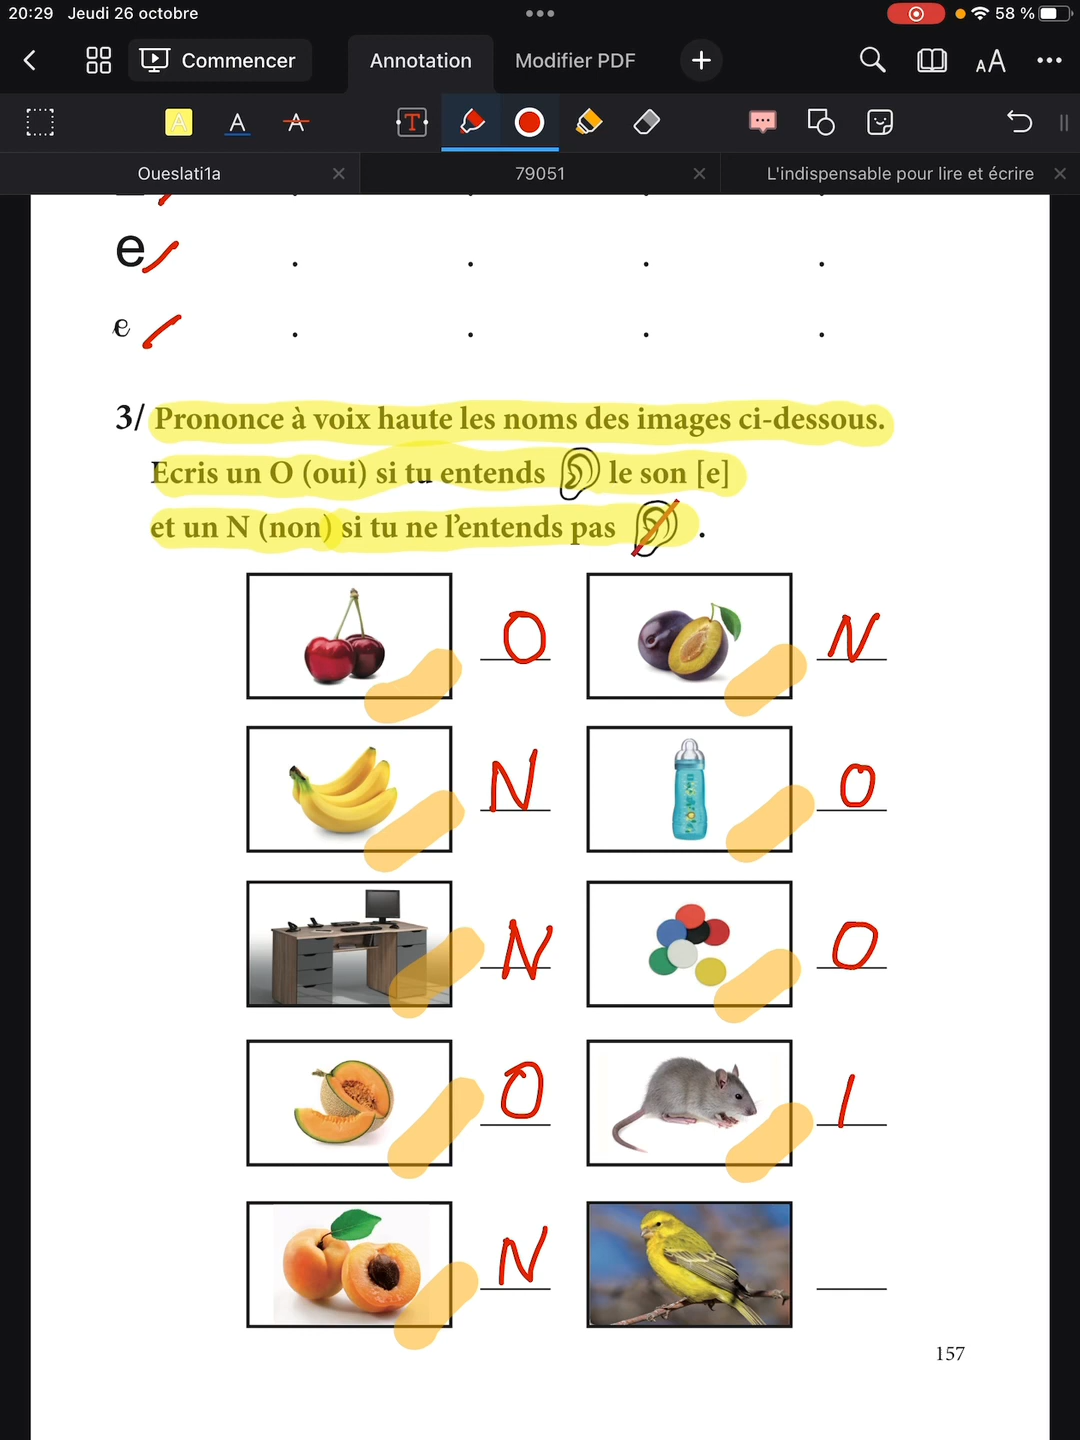 20:29 Jeudi 26 octobre
58 %
Commencer
Annotation
Modifier PDF
AA
A A A T
Oueslati1a
79051
L'indispensable pour lire et écrire
e
e
3/ Prononce à voix haute les noms des images ci-dessous.
Ecris un O (oui) si tu entends le son [e]
et un N (non) si tu ne l'entends pas .
O N
N O
N O
O I
N
157